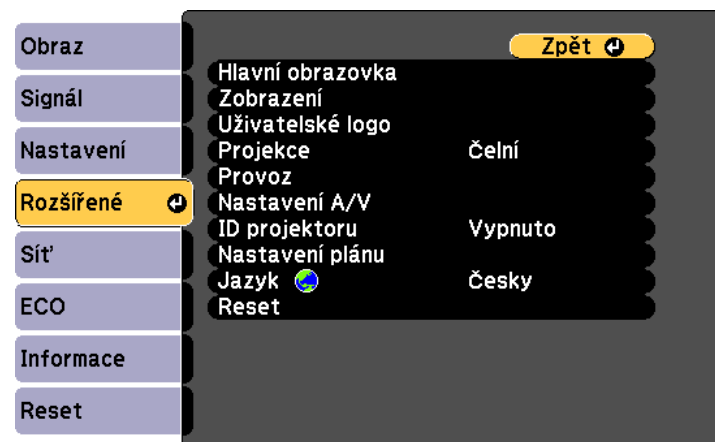 Obraz
Signál
Nastavení
Rozšířené
Síť
ECO
Informace
Reset
Zpět
Hlavní obrazovka
Zobrazení
Uživatelské logo
Projekce Čelní
Provoz
Nastavení A/V
ID projektoru Vypnuto
Nastavení plánu
Jazyk Česky
Reset